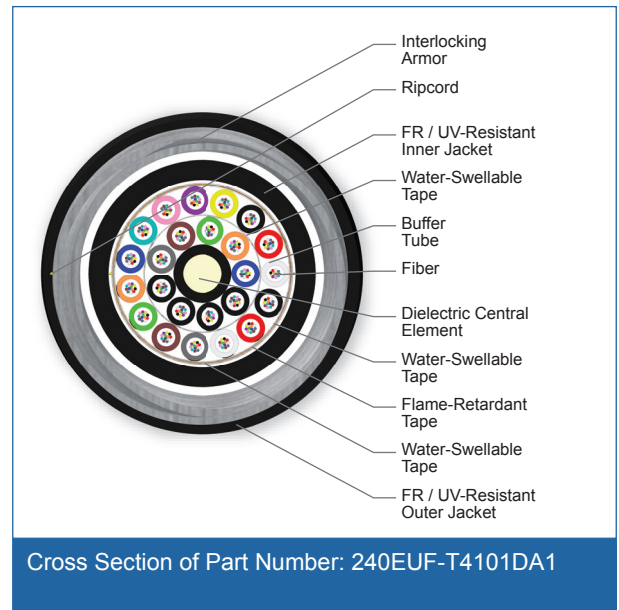 Interlocking
Armor
Ripcord
FR / UV-Resistant
Inner Jacket
Water-Swellable
Tape
Buffer
Tube
Fiber
Dielectric Central
Element
Water-Swellable
Tape
Flame-Retardant
Tape
Water-Swellable
Tape
FR / UV-Resistant
Outer Jacket
Cross Section of Part Number: 240EUF-T4101DA1